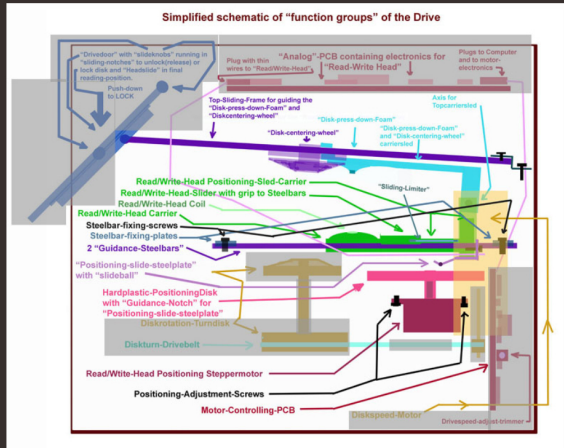 Simplified schematic of "function groups" of the Drive
"Drivedoor" with "slideknobs" running in
"sliding-notches" to unlock(release) or
lock disk and "Headslide" in final
reading-position.
Push-down
to LOCK
Plug with thin
wires to "Read/Write-Head"
"Analog"-PCB containing electronics for
"Read-Write Head"
Plugs to Computer
and to motor-
electronics
Top-Sliding-Frame for guiding the
"Disk-press-down-Foam" and
"Diskcentering-wheel"
Axis for
Topcarriersled
"Disk-press-down-Foam"
"Disk-centering-wheel"
"Disk-press-down-Foam"
and "Disk-centering-wheel"
carriersled
Read/Write-Head Positioning-Sled-Carrier
Read/Write-Head-Slider with grip to Steelbars
"Sliding-Limiter"
Read/Write-Head Coil
Read/Write-Head Carrier
Steelbar-fixing-screws
Steelbar-fixing-plates
2 "Guidance-Steelbars"
"Positioning-slide-steelplate"
with "slideball"
Hardplastic-PositioningDisk
with "Guidance-Notch" for
"Positioning-slide-steelplate"
Diskrotation-Turndisk
Diskturn-Drivebelt
Read/Wtite-Head Positioning Steppermotor
Positioning-Adjustment-Screws
Motor-Controlling-PCB
Diskspeed-Motor
Drivespeed-adjust-trimmer